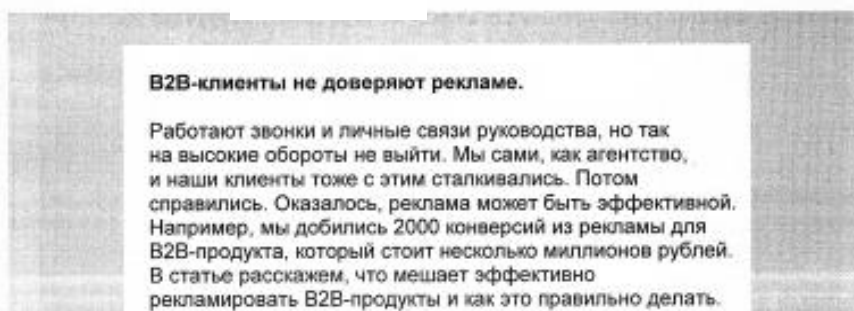 B2B-клиенты не доверяют рекламе.
Работают звонки и личные связи руководства, но так
на высокие обороты не выйти. Мы сами, как агентство,
и наши клиенты тоже с этим сталкивались. Потом
справились. Оказалось, реклама может быть эффективной.
Например, мы добились 2000 конверсий из рекламы для
B2B-продукта, который стоит несколько миллионов рублей.
В статье расскажем, что мешает эффективно
рекламировать B2B-продукты и как это правильно делать.